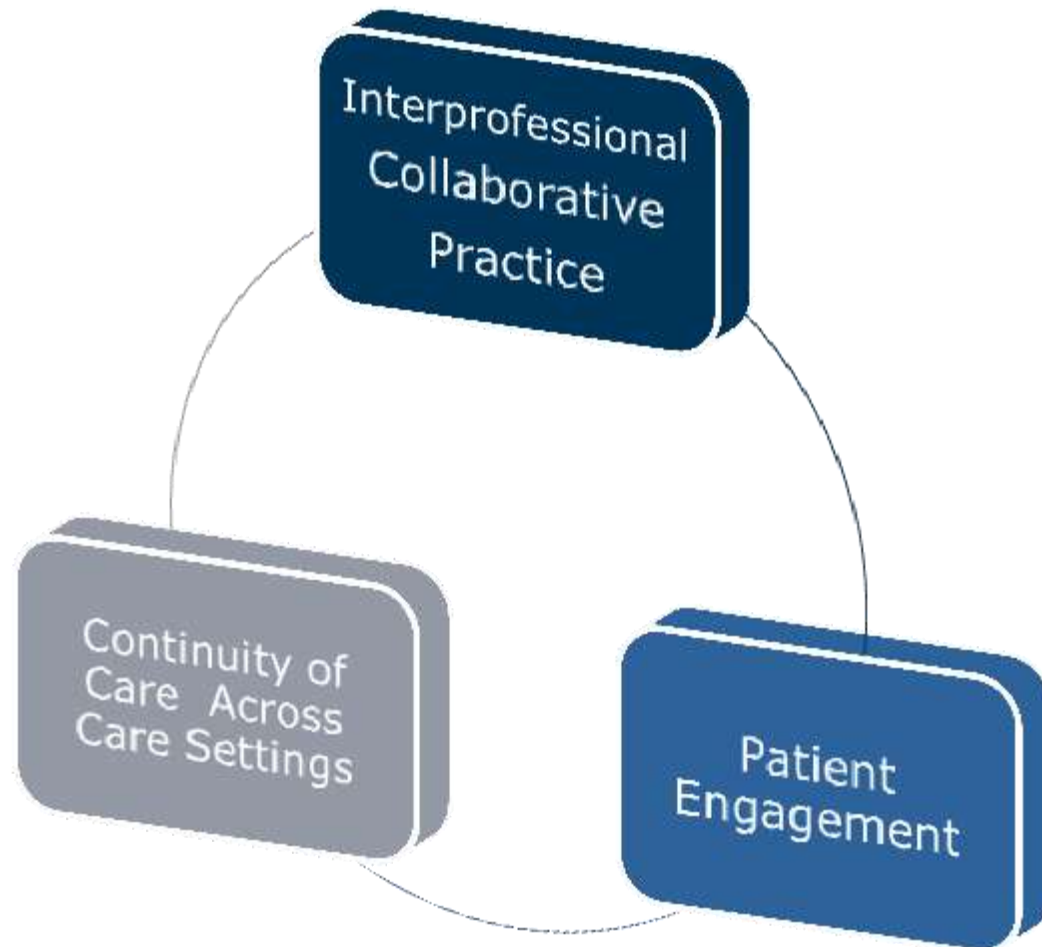 Interprofessional
Collaborative
Practice
Continuity of
Care Across
Care Settings
Patient
Engagement